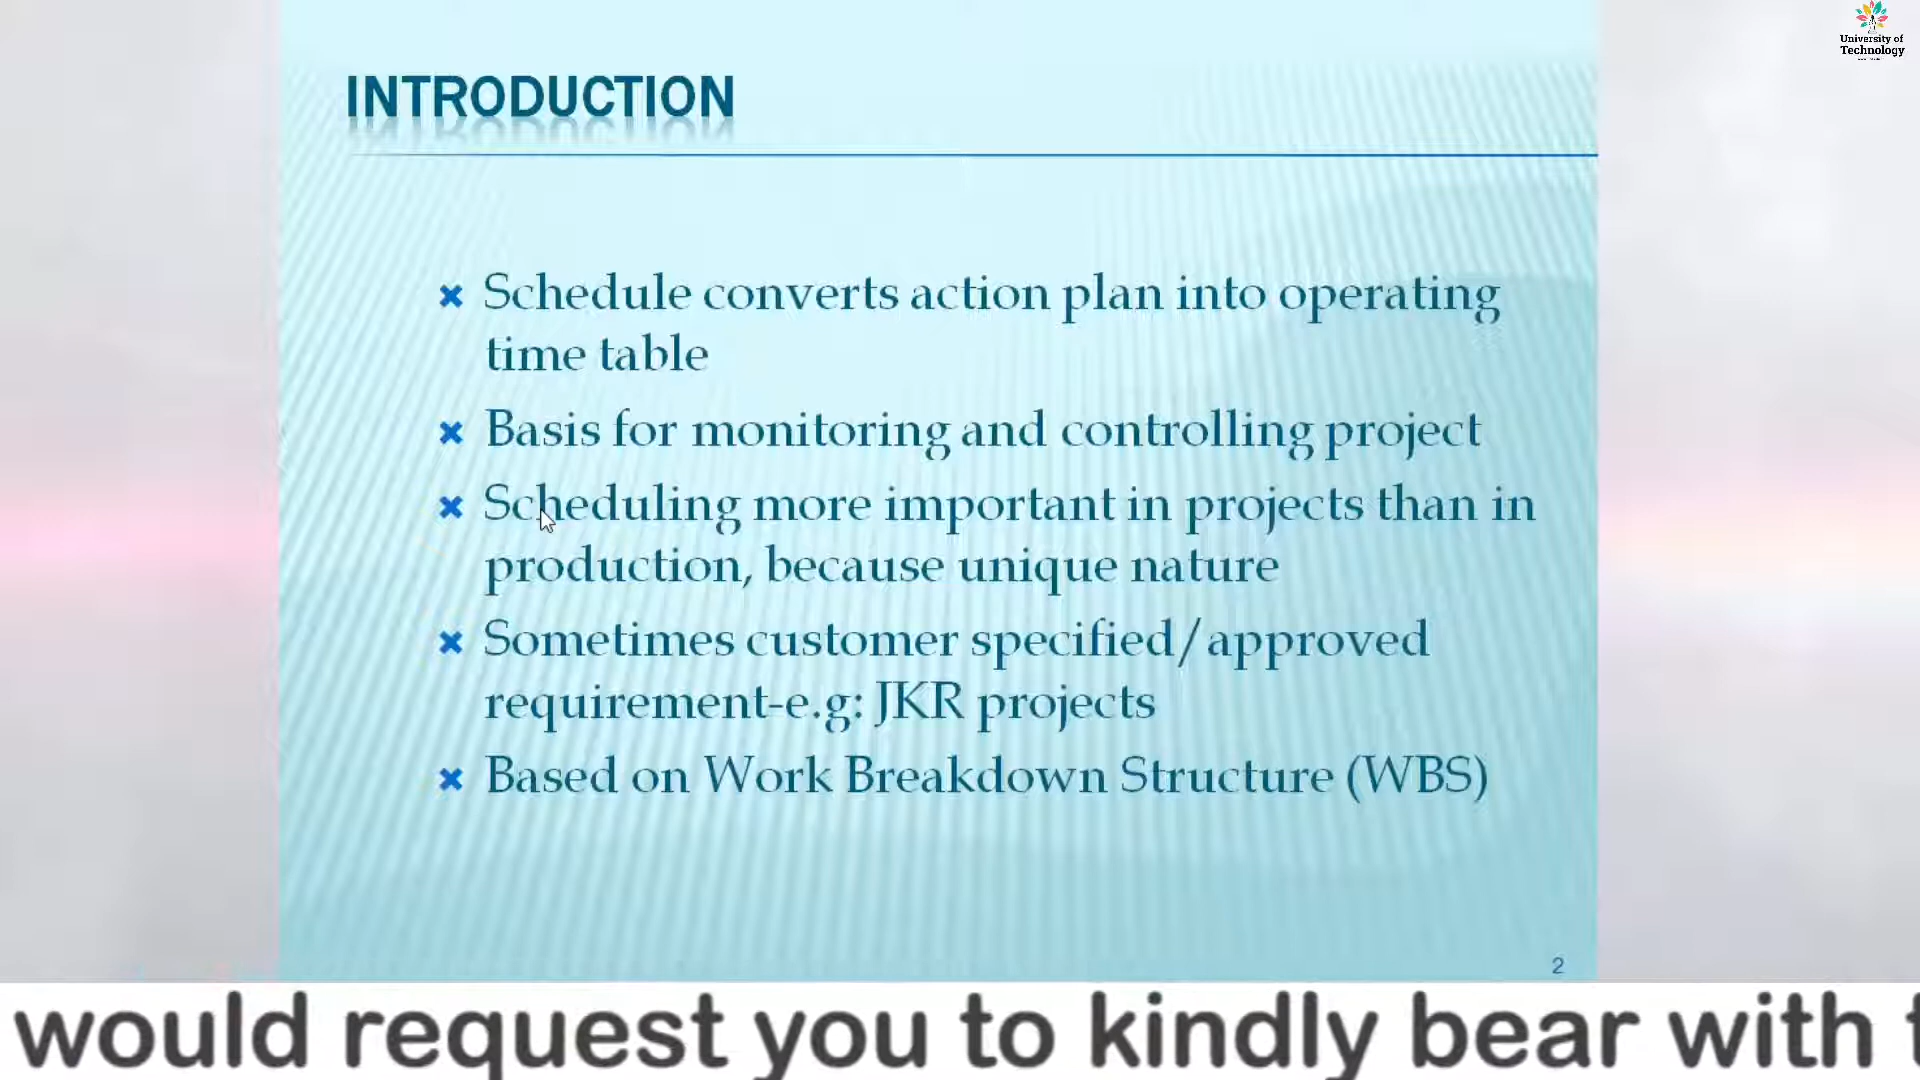 University of
Technology
INTRODUCTION
Schedule converts action plan into operating
time table
Basis for monitoring and controlling project
Scheduling more important in projects than in
production, because unique nature
Sometimes customer specified/approved
requirement-e.g: JKR projects
Based on Work Breakdown Structure (WBS)
2
would request you to kindly bear with